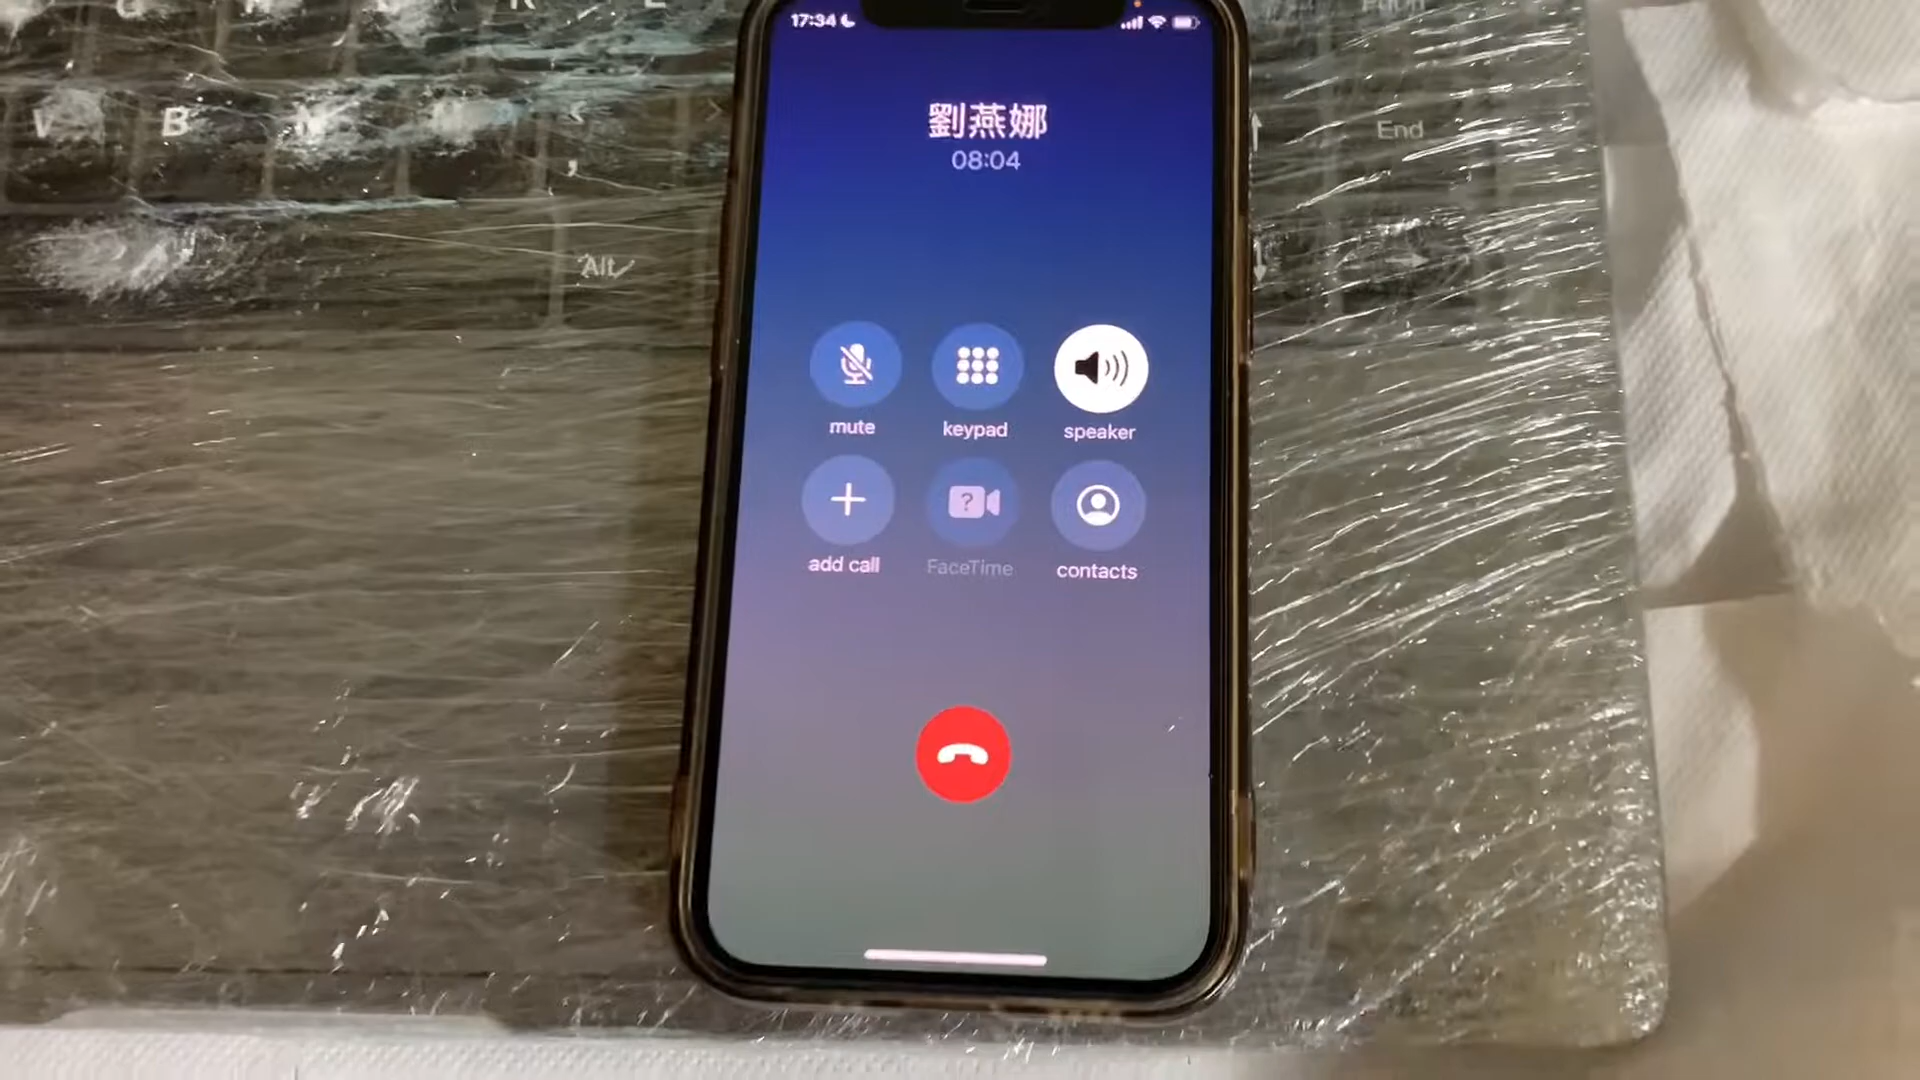 17:34
劉燕娜
08:04
mute
keypad
speaker
add call
FaceTime
contacts
V
B
N
M
Alt
End